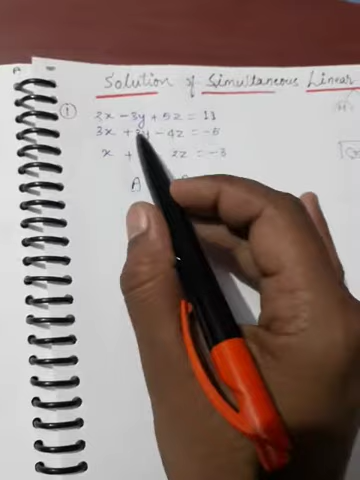 Solution of Simultaneous Linear
① 2x - 3y + 5z = 11
3x + 2y - 4z = -5
x + 2z = -3
A